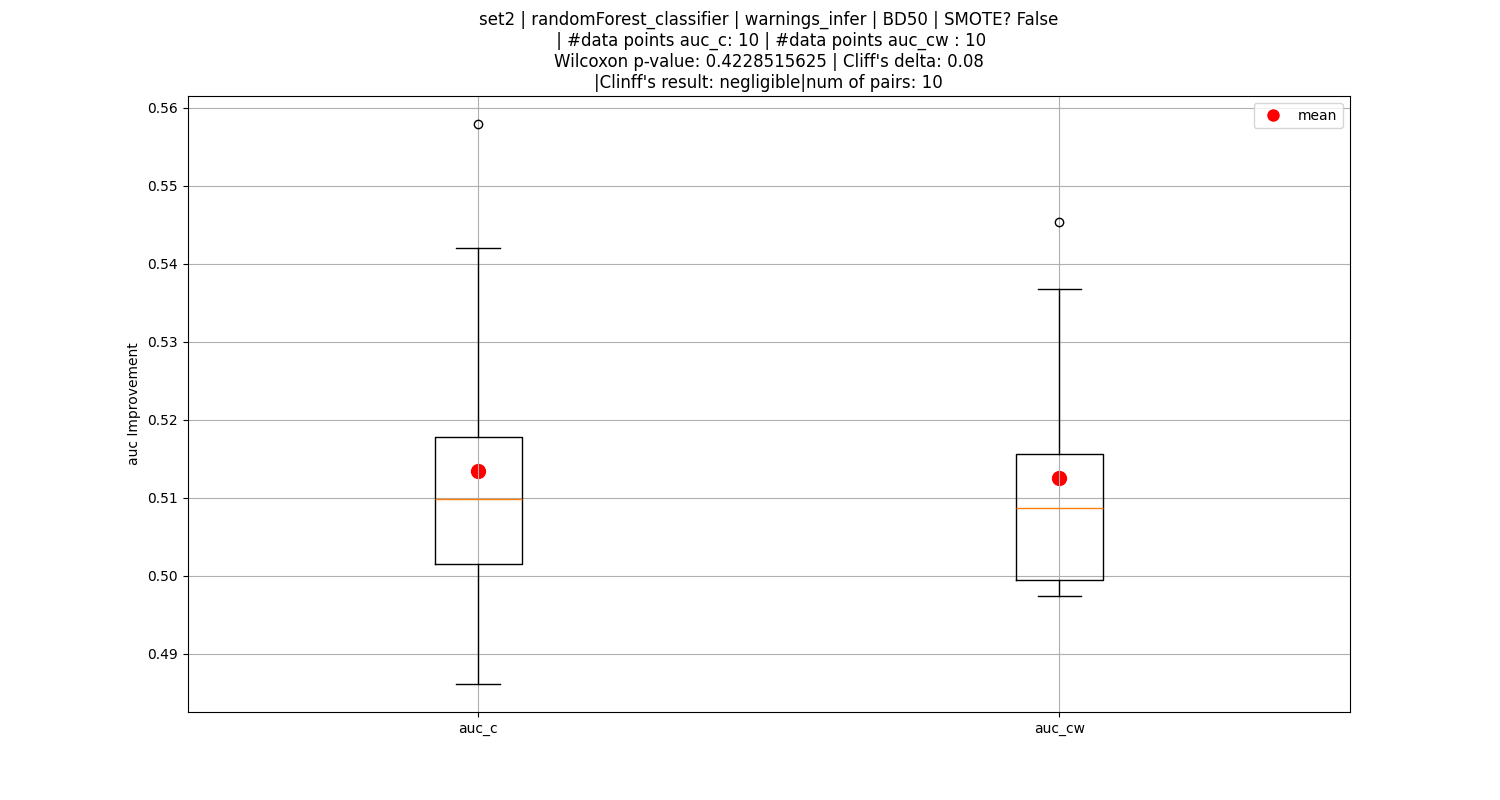 set2 | randomForest_classifier | warnings_infer | BD50 | SMOTE? False
| #data points auc_c: 10 | #data points auc_cw : 10
Wilcoxon p-value: 0.4228515625 | Cliff's delta: 0.08
|Clinff's result: negligible|num of pairs: 10
mean
0.56
0.55
0.54
0.53
0.52
0.51
0.50
0.49
auc Improvement
auc_c
auc_cw